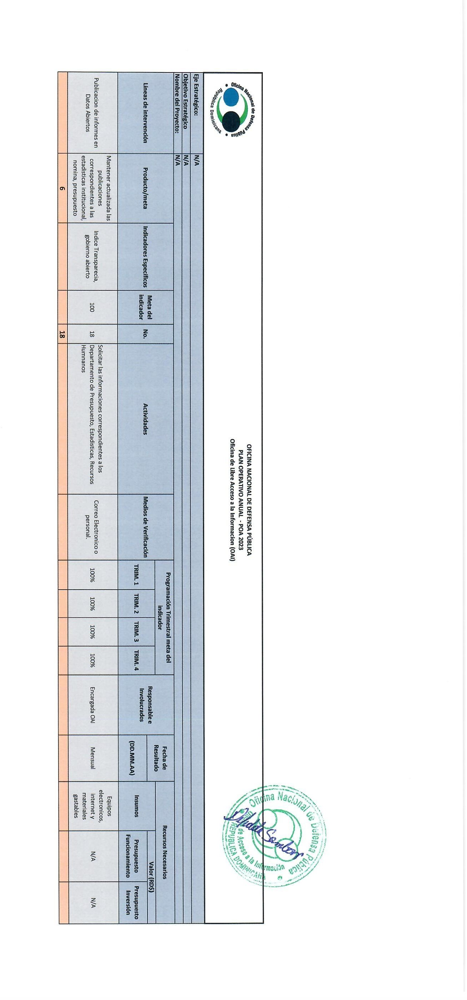 Oficina Nacional de Defensa Pública
República Dominicana
OFICINA NACIONAL DE DEFENSA PÚBLICA
PLAN OPERATIVO ANUAL - POA 2023
Oficina de Libre Acceso a la Informacion (OAI)
Oficina Nacional de Defensa Pública
de Acceso a la Información
REPUBLICA DOMINICANA
Eje Estratégico: N/A
Objetivo Estratégico N/A
Nombre del Proyecto: N/A
Líneas de intervención
Producto/meta
Indicadores Específicos
Meta del
indicador
No.
Actividades
Medios de Verificación
Programación Trimestral meta del
indicador
TRIM. 1
TRIM. 2
TRIM. 3
TRIM. 4
Responsable e
Involucrados
Fecha de
Resultado
(DD.MM.AA)
Recursos Necesarios
Insumos
Valor (RD$)
Presupuesto
Funcionamiento
Presupuesto
Inversión
Publicacion de informes en
Datos Abiertos
Mantener actualizada las
publicaciones
correspondientes a las
estadisticas institucional,
nomina, presupuesto
Indice Transparecia,
gobierno abierto
100
18
Solicitar las informaciones correspondientes a los
Departamento de Presupuesto, Estadisticas, Recursos
Humnanos
Correo Electronico o
personal.
100%
100%
100%
100%
Encargada OAI
Mensual
Equipos
electronicos,
internet y
materiales
gastables
N/A
N/A
6
18